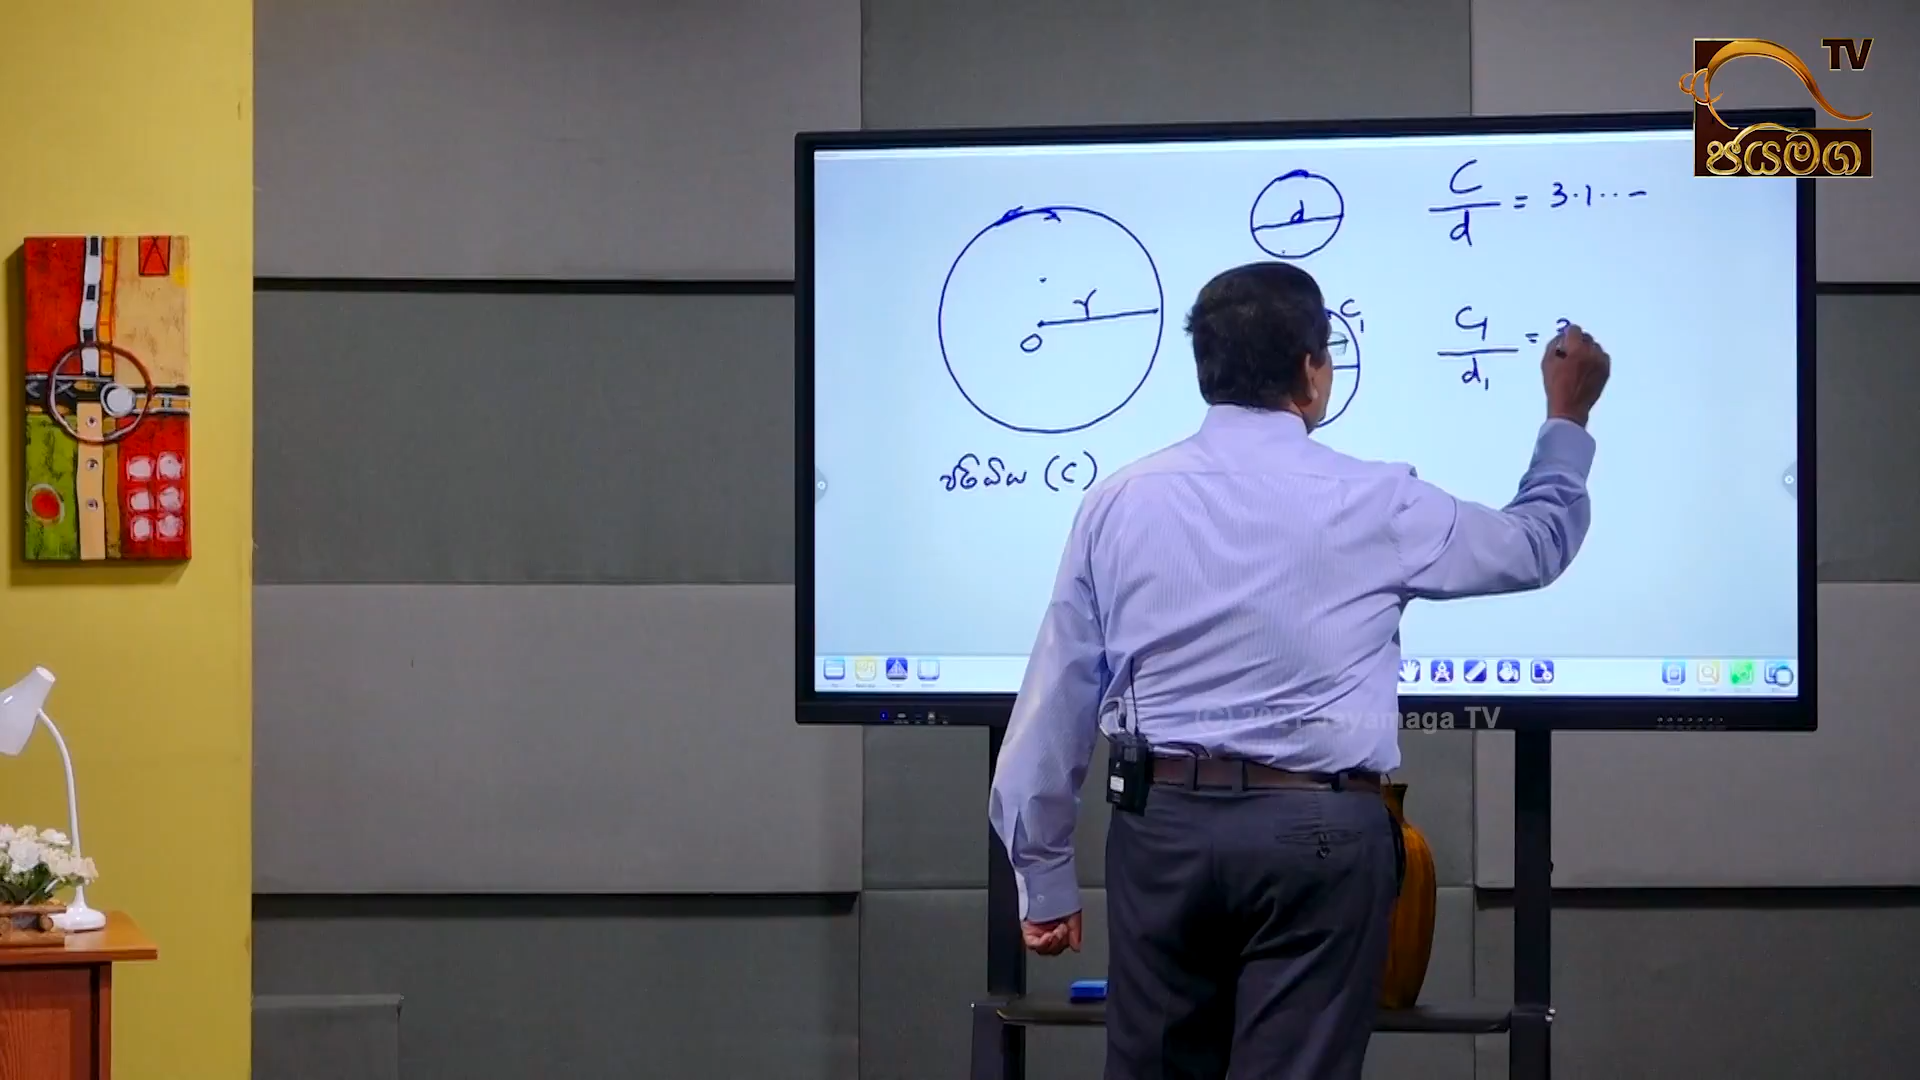 TV
ජයමග
d
C/d = 3.1...
r
O
C₁
C₁/d₁ =
පරිධිය (C)
(C) 2021 Jayamaga TV